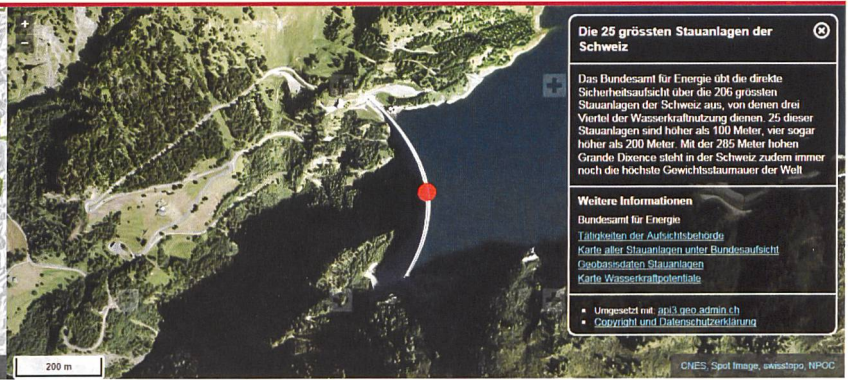 +
−
Die 25 grössten Stauanlagen der
Schweiz
Das Bundesamt für Energie übt die direkte
Sicherheitsaufsicht über die 206 grössten
Stauanlagen der Schweiz aus, von denen drei
Viertel der Wasserkraftnutzung dienen. 25 dieser
Stauanlagen sind höher als 100 Meter, vier sogar
höher als 200 Meter. Mit der 285 Meter hohen
Grande Dixence steht in der Schweiz zudem immer
noch die höchste Gewichtsstaumauer der Welt
Weitere Informationen
Bundesamt für Energie
Tätigkeiten der Aufsichtsbehörde
Karte aller Stauanlagen unter Bundesaufsicht
Geobasisdaten Stauanlagen
Karte Wasserkraftpotentiale
Umgesetzt mit: api3.geo.admin.ch
Copyright und Datenschutzerklärung
200 m
CNES, Spot Image, swisstopo, NPOC